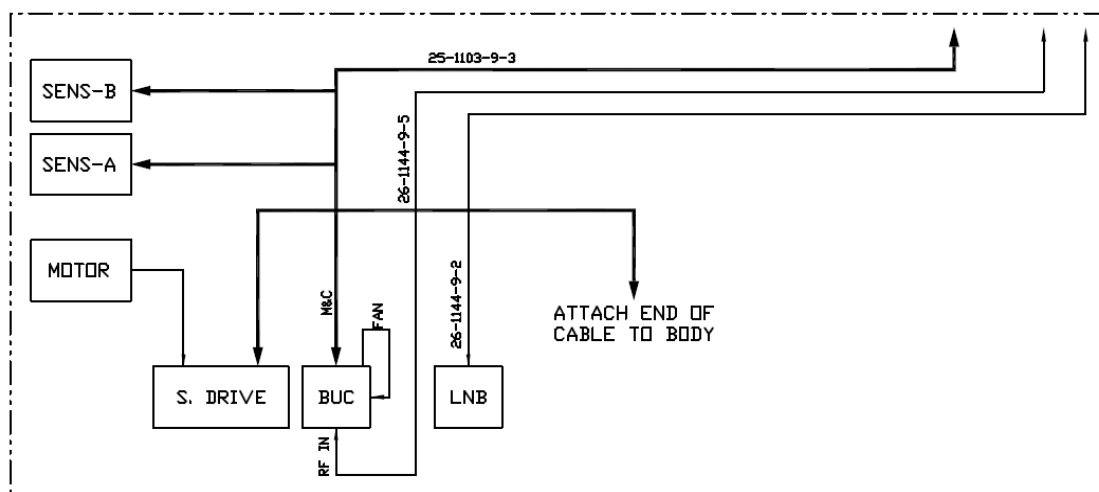 25-1103-9-3
SENS-B
26-1144-9-5
SENS-A
MOTOR
26-1144-9-2
M&C
FAN
ATTACH END OF
CABLE TO BODY
S. DRIVE
BUC
LNB
RF IN